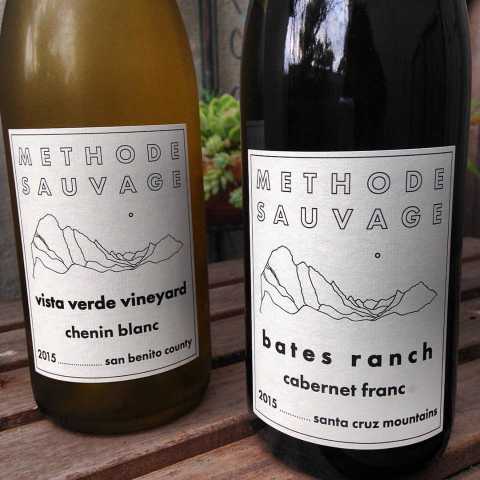 METHODE
SAUVAGE
vista verde vineyard
chenin blanc
2015 ............... san benito county
METHODE
SAUVAGE
bates ranch
cabernet franc
2015 ............ santa cruz mountains